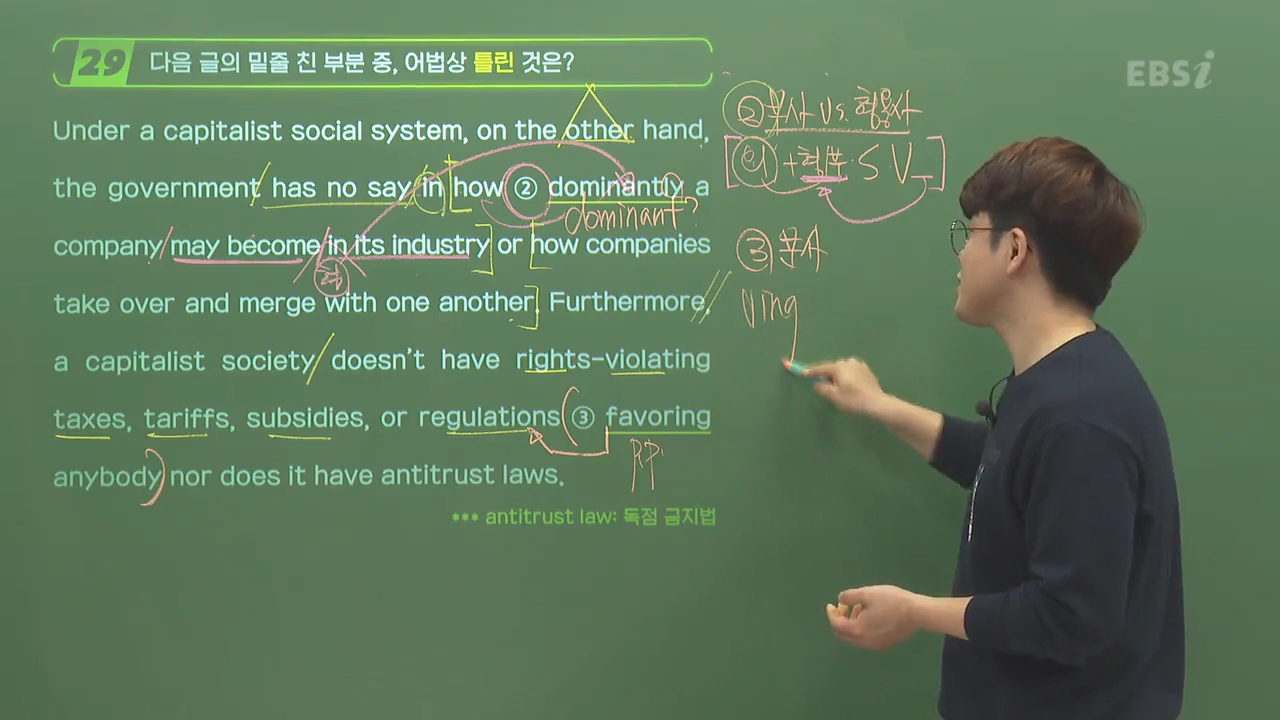 29 다음 글의 밑줄 친 부분 중, 어법상 틀린 것은?
EBSi
Under a capitalist social system, on the other hand,
the government has no say in how ② dominantly a
dominant?
company may become in its industry or how companies
take over and merge with one another. Furthermore,
a capitalist society doesn't have rights-violating
taxes, tariffs, subsidies, or regulations ③ favoring
p.p.
anybody nor does it have antitrust laws.
*** antitrust law: 독점 금지법
② 부사 vs. 형용사
+ 형/부 · S V
③ 분사
Ving